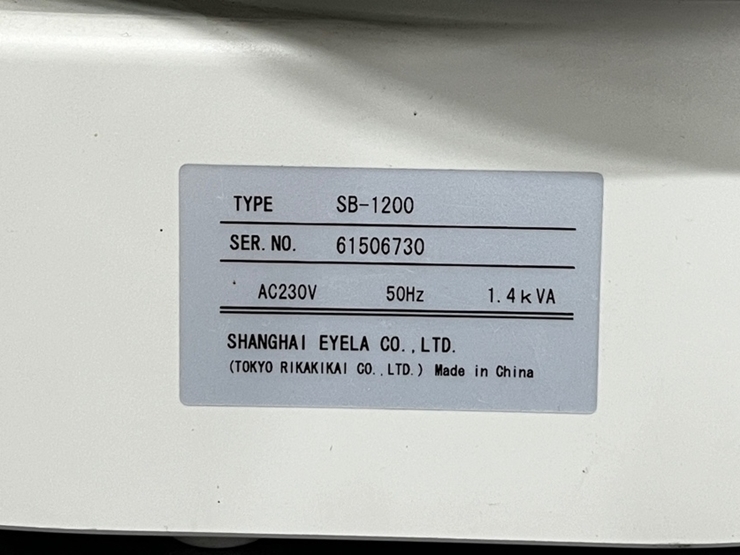 TYPE SB-1200
SER. NO. 61506730
AC230V 50Hz 1.4kVA
SHANGHAI EYELA CO.,LTD.
(TOKYO RIKAKIKAI CO.,LTD.) Made in China